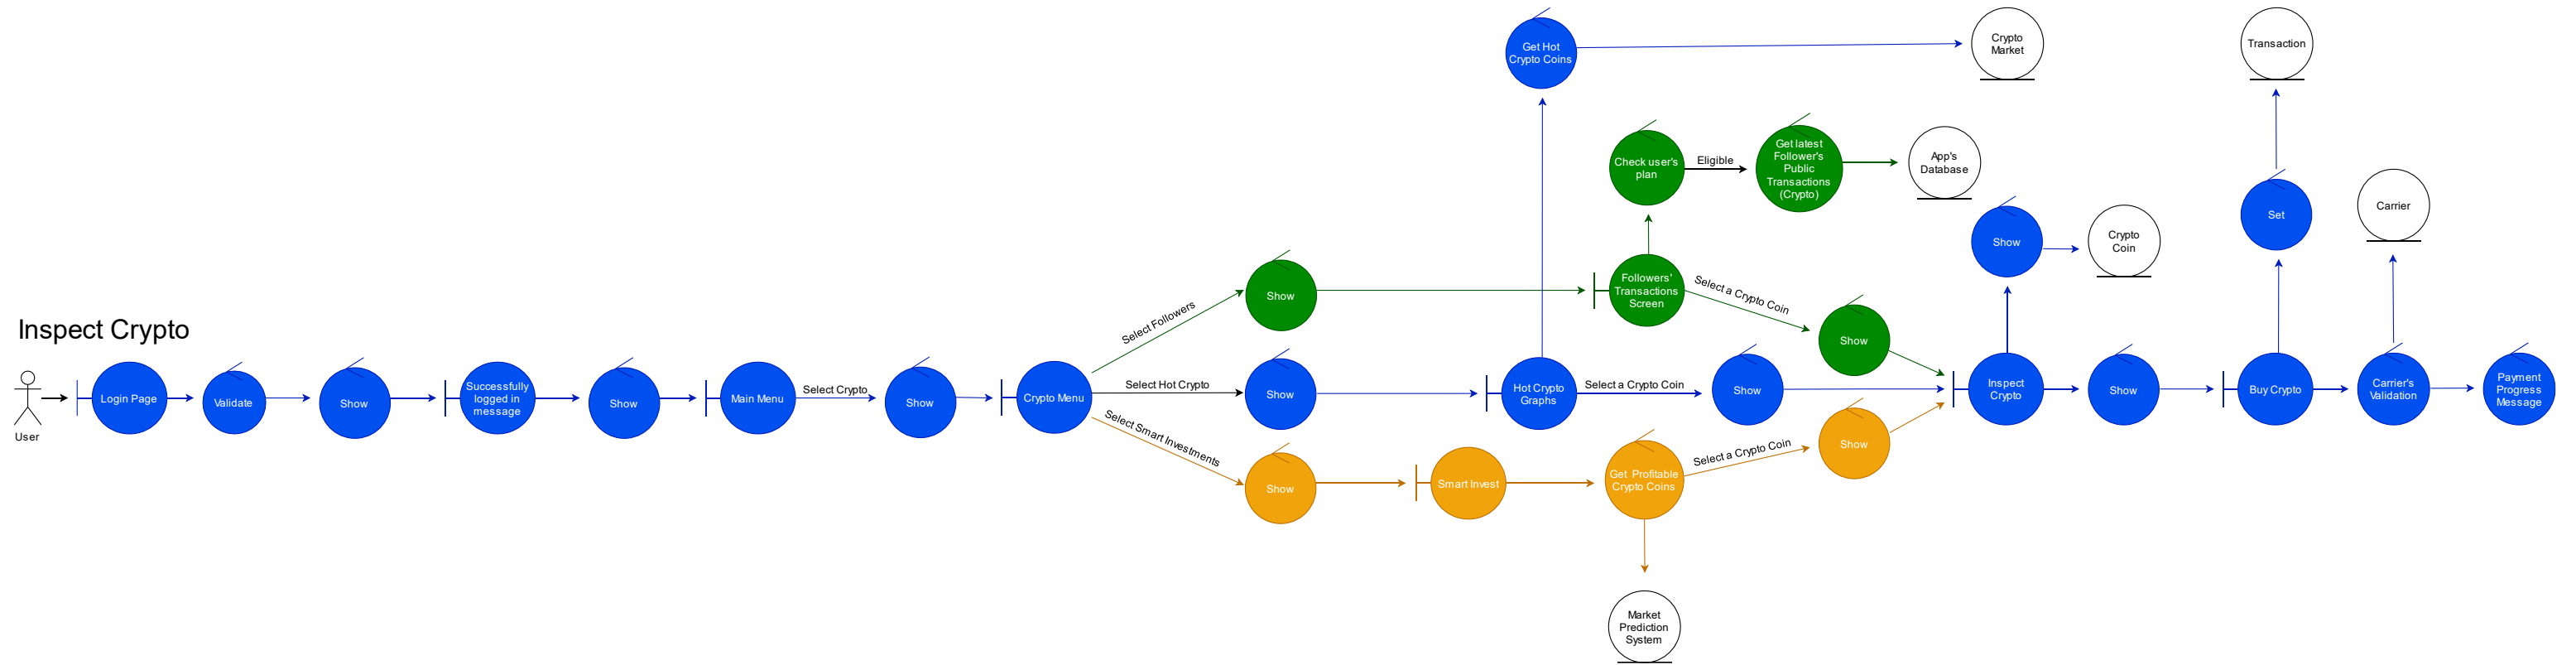 Get Hot
Crypto Coins
Crypto
Market
Transaction
Check user's
plan
Eligible
Get latest
Follower's
Public
Transactions
(Crypto)
App's
Database
Carrier
Set
Show
Crypto
Coin
Show
Followers'
Transactions
Screen
Select a Crypto Coin
Select Followers
Show
Inspect Crypto
User
Login Page
Validate
Show
Successfully
logged in
message
Show
Main Menu
Select Crypto
Show
Crypto Menu
Select Hot Crypto
Show
Hot Crypto
Graphs
Select a Crypto Coin
Show
Inspect
Crypto
Show
Buy Crypto
Carrier's
Validation
Payment
Progress
Message
Select Smart Investments
Show
Smart Invest
Get Profitable
Crypto Coins
Select a Crypto Coin
Show
Market
Prediction
System